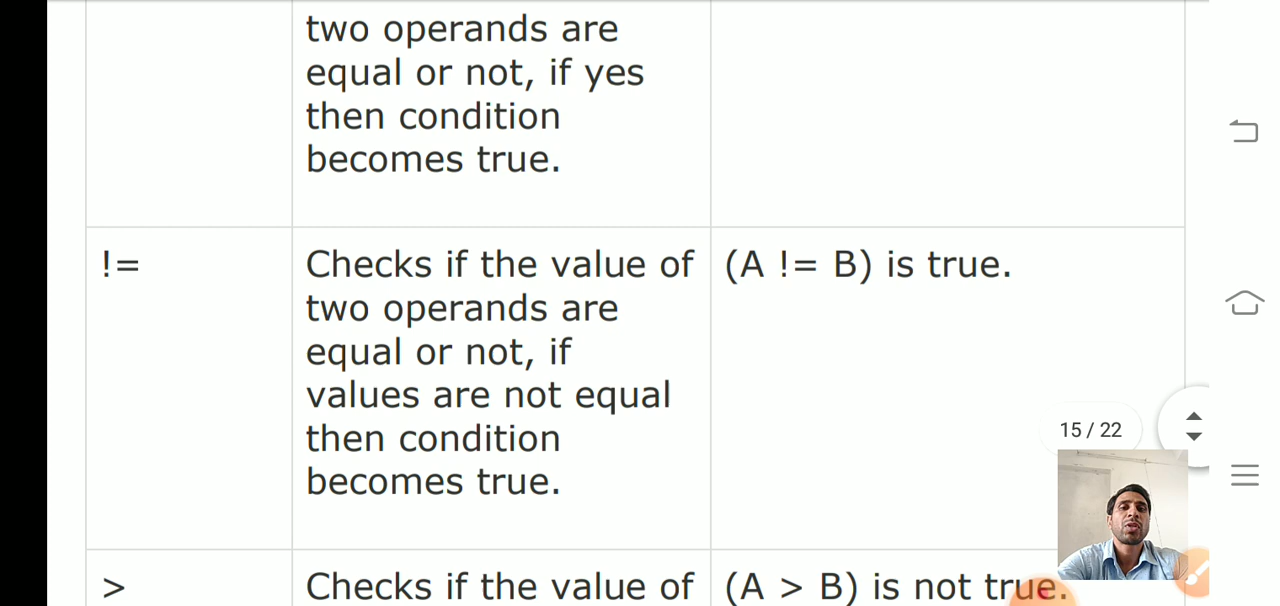 two operands are
equal or not, if yes
then condition
becomes true.
!=
Checks if the value of
two operands are
equal or not, if
values are not equal
then condition
becomes true.
(A != B) is true.
15 / 22
>
Checks if the value of
(A > B) is not true.